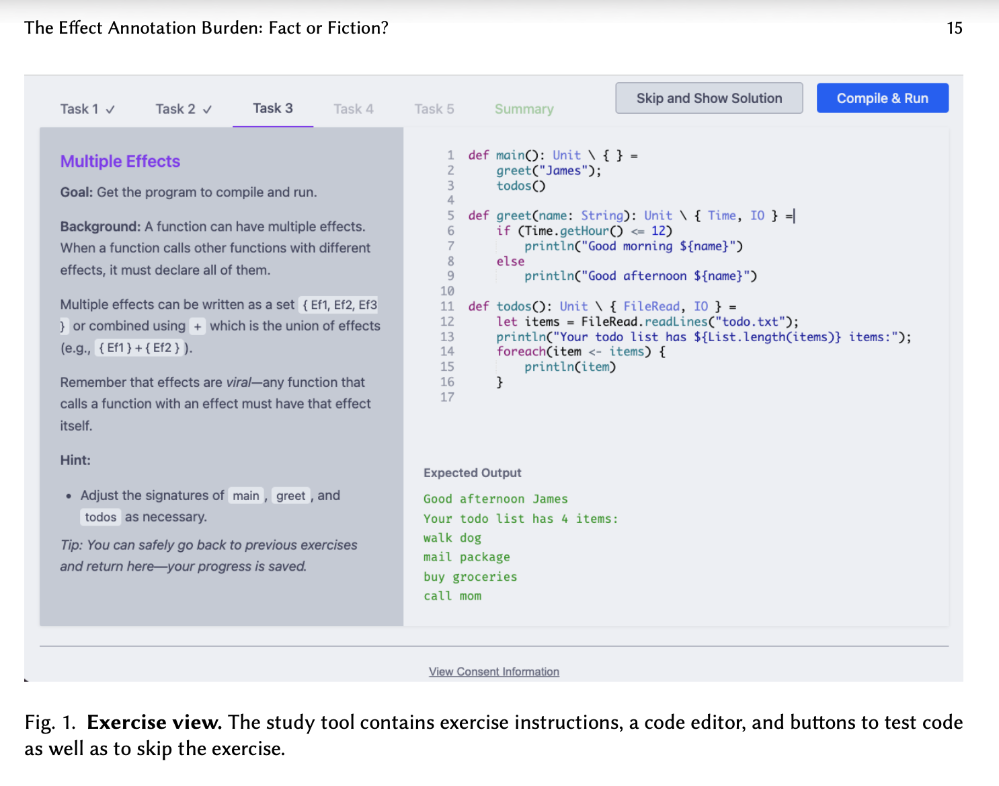 The Effect Annotation Burden: Fact or Fiction?
15
Task 1 ✓
Task 2 ✓
Task 3
Task 4
Task 5
Summary
Skip and Show Solution
Compile & Run
Multiple Effects
Goal: Get the program to compile and run.
Background: A function can have multiple effects.
When a function calls other functions with different
effects, it must declare all of them.
Multiple effects can be written as a set { Ef1, Ef2, Ef3
} or combined using + which is the union of effects
(e.g., { Ef1 } + { Ef2 } ).
Remember that effects are viral—any function that
calls a function with an effect must have that effect
itself.
Hint:
• Adjust the signatures of main , greet , and
todos as necessary.
Tip: You can safely go back to previous exercises
and return here—your progress is saved.
1 def main(): Unit \ { } =
2     greet("James");
3     todos()
4
5 def greet(name: String): Unit \ { Time, IO } =
6     if (Time.getHour() <= 12)
7         println("Good morning ${name}")
8     else
9         println("Good afternoon ${name}")
10
11 def todos(): Unit \ { FileRead, IO } =
12     let items = FileRead.readLines("todo.txt");
13     println("Your todo list has ${List.length(items)} items:");
14     foreach(item <- items) {
15         println(item)
16     }
17
Expected Output
Good afternoon James
Your todo list has 4 items:
walk dog
mail package
buy groceries
call mom
View Consent Information
Fig. 1. Exercise view. The study tool contains exercise instructions, a code editor, and buttons to test code
as well as to skip the exercise.